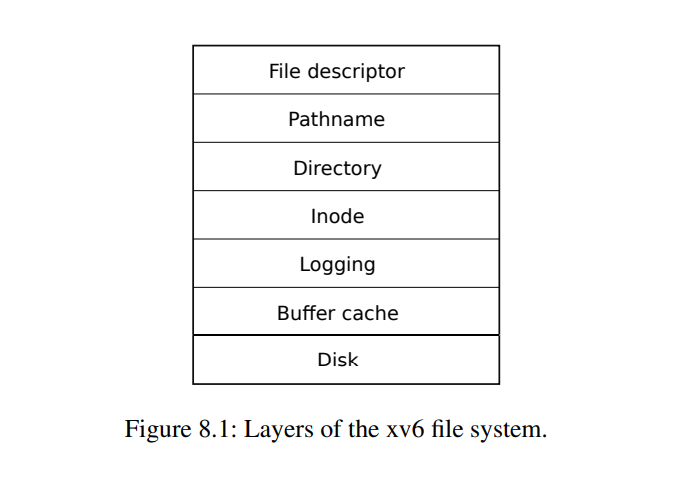 File descriptor
Pathname
Directory
Inode
Logging
Buffer cache
Disk
Figure 8.1: Layers of the xv6 file system.